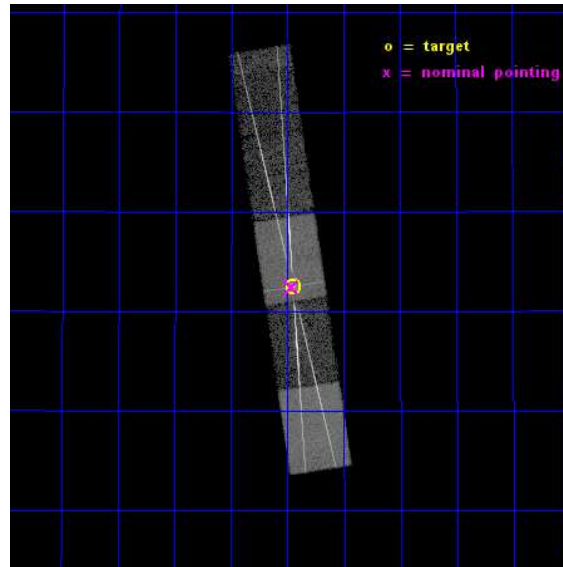 o = target
x = nominal pointing